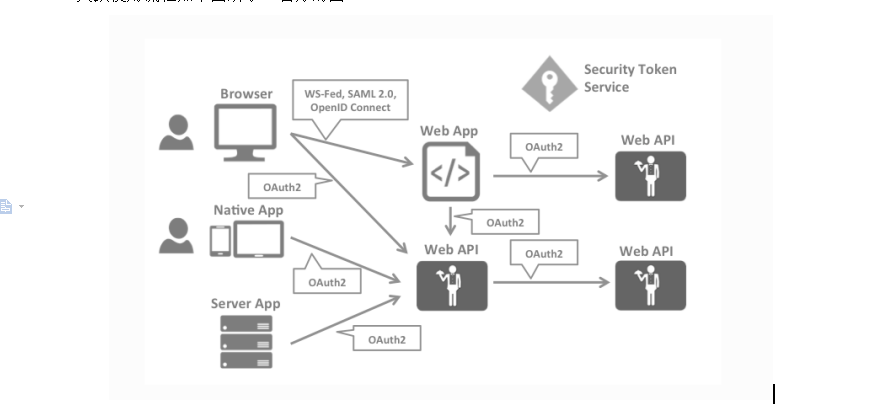 Security Token
Service
Browser
WS-Fed, SAML 2.0,
OpenID Connect
Web App
OAuth2
Web API
OAuth2
OAuth2
Native App
Web API
OAuth2
Web API
OAuth2
Server App
OAuth2